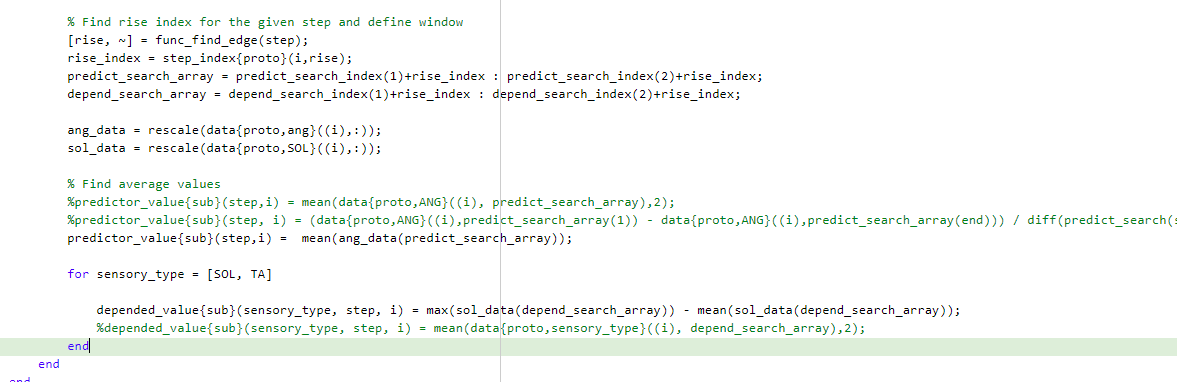 % Find rise index for the given step and define window
[rise, ~] = func_find_edge(step);
rise_index = step_index{proto}(i,rise);
predict_search_array = predict_search_index(1)+rise_index : predict_search_index(2)+rise_index;
depend_search_array = depend_search_index(1)+rise_index : depend_search_index(2)+rise_index;
ang_data = rescale(data{proto,ang}((i),:));
sol_data = rescale(data{proto,SOL}((i),:));
% Find average values
%predictor_value{sub}(step,i) = mean(data{proto,ANG}((i), predict_search_array),2);
%predictor_value{sub}(step, i) = (data{proto,ANG}((i),predict_search_array(1)) - data{proto,ANG}((i),predict_search_array(end))) / diff(predict_search(s
predictor_value{sub}(step,i) =  mean(ang_data(predict_search_array));
for sensory_type = [SOL, TA]
depended_value{sub}(sensory_type, step, i) = max(sol_data(depend_search_array)) - mean(sol_data(depend_search_array));
%depended_value{sub}(sensory_type, step, i) = mean(data{proto,sensory_type}((i), depend_search_array),2);
end
end
end